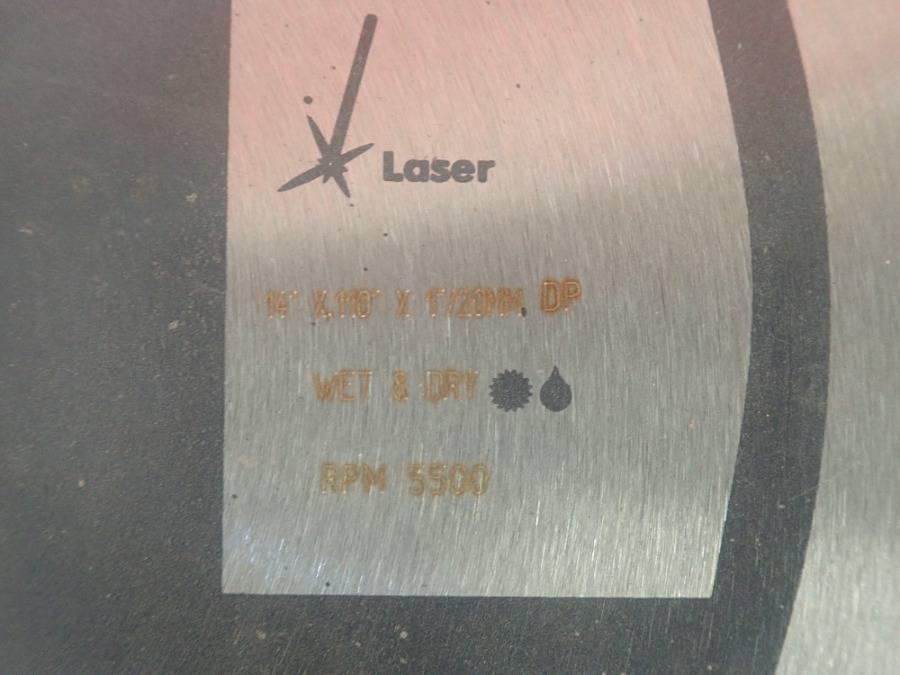 Laser
14" X.110" X 1"/20MM DP
WET & DRY
RPM 5500